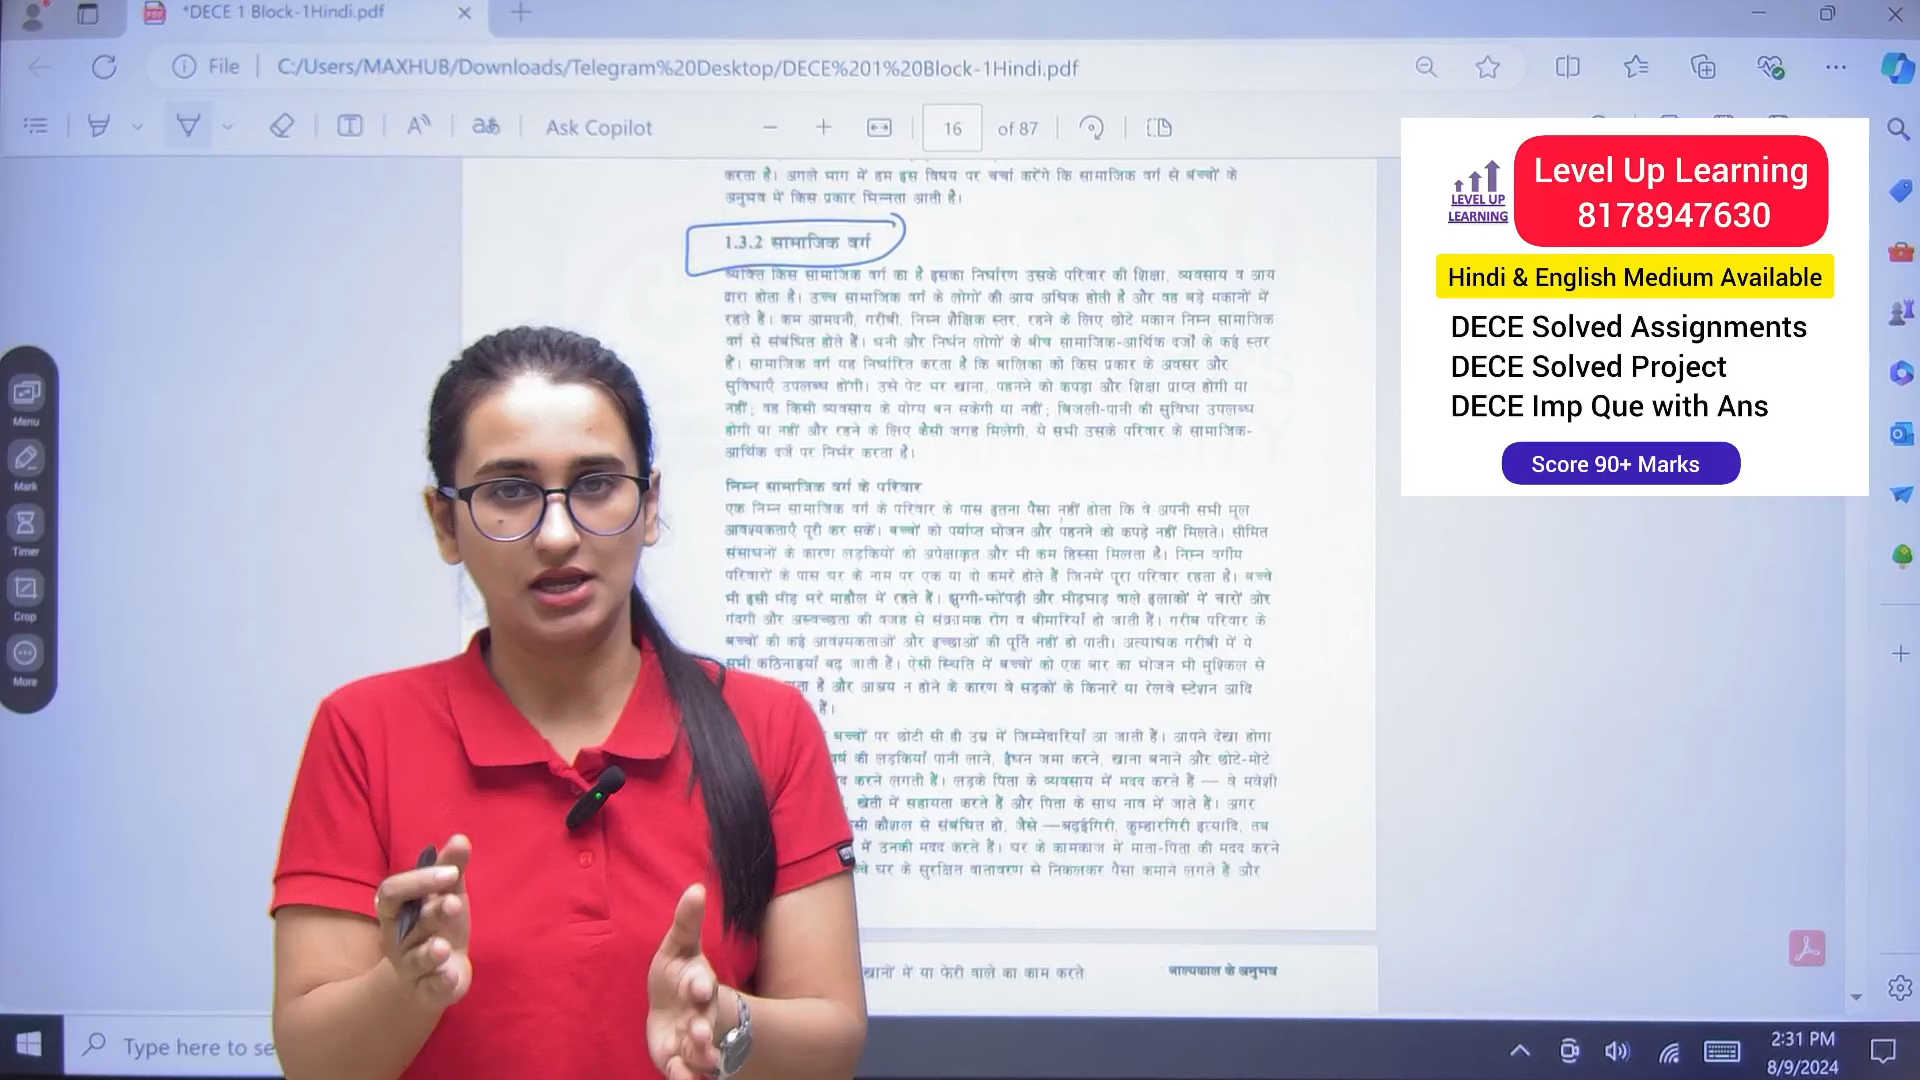 *DECE 1 Block-1Hindi.pdf
File
C:/Users/MAXHUB/Downloads/Telegram%20Desktop/DECE%201%20Block-1Hindi.pdf
Ask Copilot
16 of 87
करता है। अगले भाग में हम इस विषय पर चर्चा करेंगे कि सामाजिक वर्ग से बच्चों के
अनुभव में किस प्रकार भिन्नता आती है।
1.3.2 सामाजिक वर्ग
व्यक्ति किस सामाजिक वर्ग का है इसका निर्धारण उसके परिवार की शिक्षा, व्यवसाय व आय
द्वारा होता है। उच्च सामाजिक वर्ग के लोगों की आय अधिक होती है और वह बड़े मकानों में
रहते हैं। कम आमदनी, गरीबी, निम्न शैक्षिक स्तर, रहने के लिए छोटे मकान निम्न सामाजिक
वर्ग से संबंधित होते हैं। धनी और निर्धन लोगों के बीच सामाजिक-आर्थिक दर्जों के कई स्तर
हैं। सामाजिक वर्ग यह निर्धारित करता है कि बालिका को किस प्रकार के अवसर और
सुविधाएँ उपलब्ध होंगी। उसे पेट भर खाना, पहनने को कपड़ा और शिक्षा प्राप्त होगी या
नहीं; वह किसी व्यवसाय के योग्य बन सकेगी या नहीं; बिजली-पानी की सुविधा उपलब्ध
होगी या नहीं और रहने के लिए कैसी जगह मिलेगी, ये सभी उसके परिवार के सामाजिक-
आर्थिक दर्जे पर निर्भर करता है।
निम्न सामाजिक वर्ग के परिवार
एक निम्न सामाजिक वर्ग के परिवार के पास इतना पैसा नहीं होता कि वे अपनी सभी मूल
आवश्यकताएँ पूरी कर सकें। बच्चों को पर्याप्त भोजन और पहनने को कपड़े नहीं मिलते। सीमित
संसाधनों के कारण लड़कियों को अपेक्षाकृत और भी कम हिस्सा मिलता है। निम्न वर्गीय
परिवारों के पास घर के नाम पर एक या दो कमरे होते हैं जिनमें पूरा परिवार रहता है। बच्चे
भी इसी भीड़ भरे माहौल में रहते हैं। झुग्गी-झोंपड़ी और भीड़भाड़ वाले इलाकों में चारों ओर
गंदगी और अस्वच्छता की वजह से संक्रामक रोग व बीमारियाँ हो जाती हैं। गरीब परिवार के
बच्चों की कई आवश्यकताओं और इच्छाओं की पूर्ति नहीं हो पाती। अत्याधिक गरीबी में ये
सभी कठिनाइयाँ बढ़ जाती हैं। ऐसी स्थिति में बच्चों को एक बार का भोजन भी मुश्किल से
है और आश्रय न होने के कारण वे सड़कों के किनारे या रेलवे स्टेशन आदि
हैं।
बच्चों पर छोटी सी ही उम्र में जिम्मेदारियाँ आ जाती हैं। आपने देखा होगा
की लड़कियाँ पानी लाने, ईंधन जमा करने, खाना बनाने और छोटे-मोटे
करने लगती हैं। लड़के पिता के व्यवसाय में मदद करते हैं — वे मवेशी
खेती में सहायता करते हैं और पिता के साथ नाव में जाते हैं। अगर
कौशल से संबंधित हो, जैसे —बढ़ईगिरी, कुम्हारगिरी इत्यादि, तब
में उनकी मदद करते हैं। घर के कामकाज में माता-पिता की मदद करने
घर के सुरक्षित वातावरण से निकलकर पैसा कमाने लगते हैं और
में या फेरी वाले का काम करते
बाल्यकाल के अनुभव
LEVEL UP
LEARNING
Level Up Learning
8178947630
Hindi & English Medium Available
DECE Solved Assignments
DECE Solved Project
DECE Imp Que with Ans
Score 90+ Marks
Menu
Mark
Timer
Crop
More
Type here to se
2:31 PM
8/9/2024